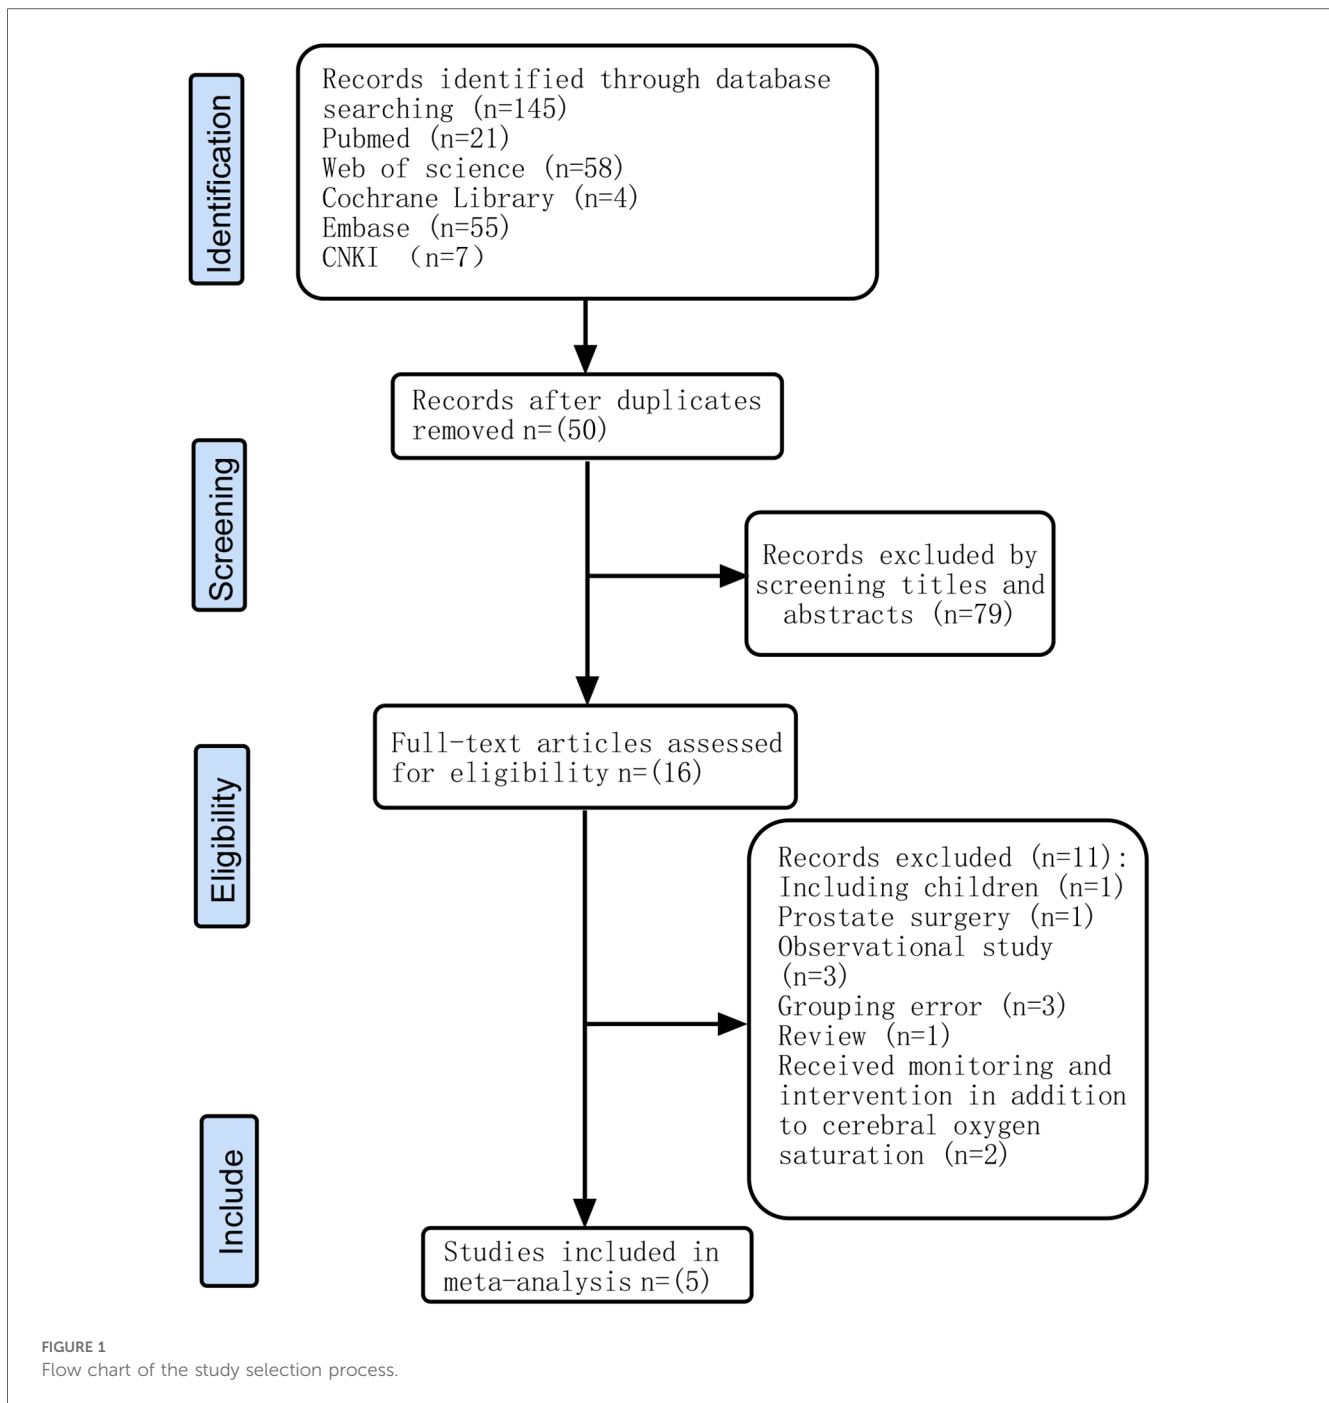 Identification
Records identified through database
searching (n=145)
Pubmed (n=21)
Web of science (n=58)
Cochrane Library (n=4)
Embase (n=55)
CNKI （n=7）
Screening
Records after duplicates
removed n=(50)
Records excluded by
screening titles and
abstracts (n=79)
Eligibility
Full-text articles assessed
for eligibility n=(16)
Records excluded (n=11):
Including children (n=1)
Prostate surgery (n=1)
Observational study
(n=3)
Grouping error (n=3)
Review (n=1)
Received monitoring and
intervention in addition
to cerebral oxygen
saturation (n=2)
Include
Studies included in
meta-analysis n=(5)
FIGURE 1
Flow chart of the study selection process.